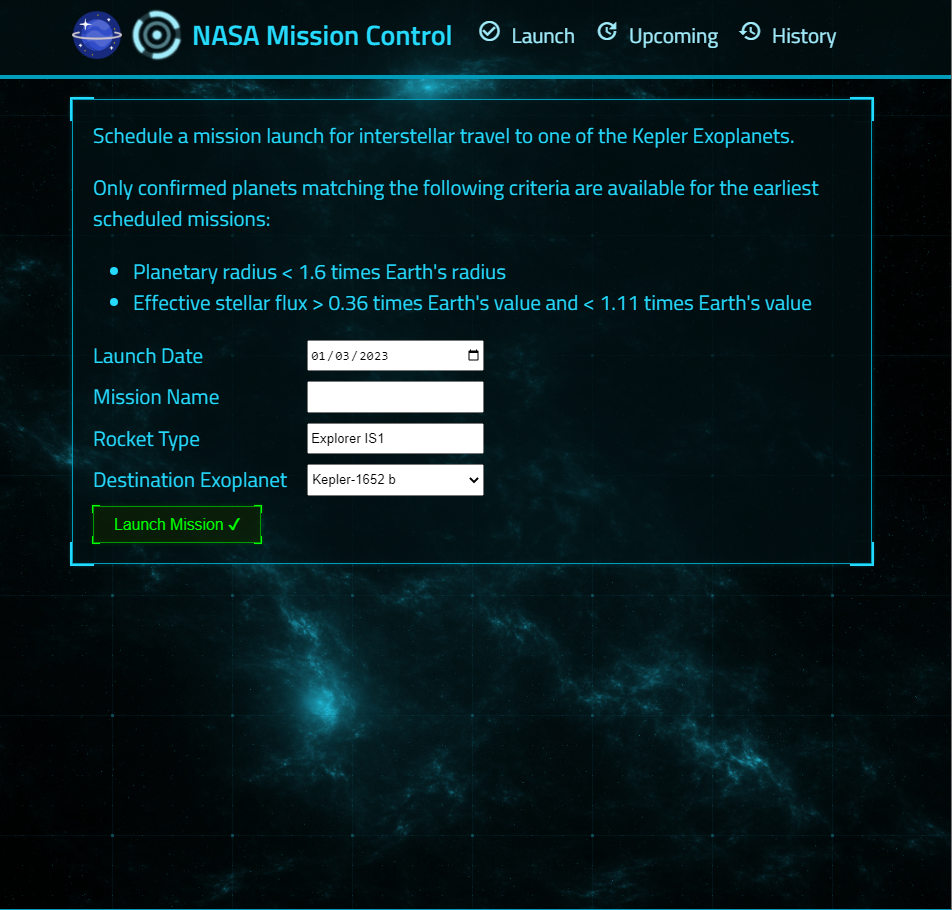 NASA Mission Control Launch Upcoming History
Schedule a mission launch for interstellar travel to one of the Kepler Exoplanets.
Only confirmed planets matching the following criteria are available for the earliest
scheduled missions:
• Planetary radius < 1.6 times Earth's radius
• Effective stellar flux > 0.36 times Earth's value and < 1.11 times Earth's value
Launch Date 01/03/2023
Mission Name
Rocket Type Explorer IS1
Destination Exoplanet Kepler-1652 b
Launch Mission ✔